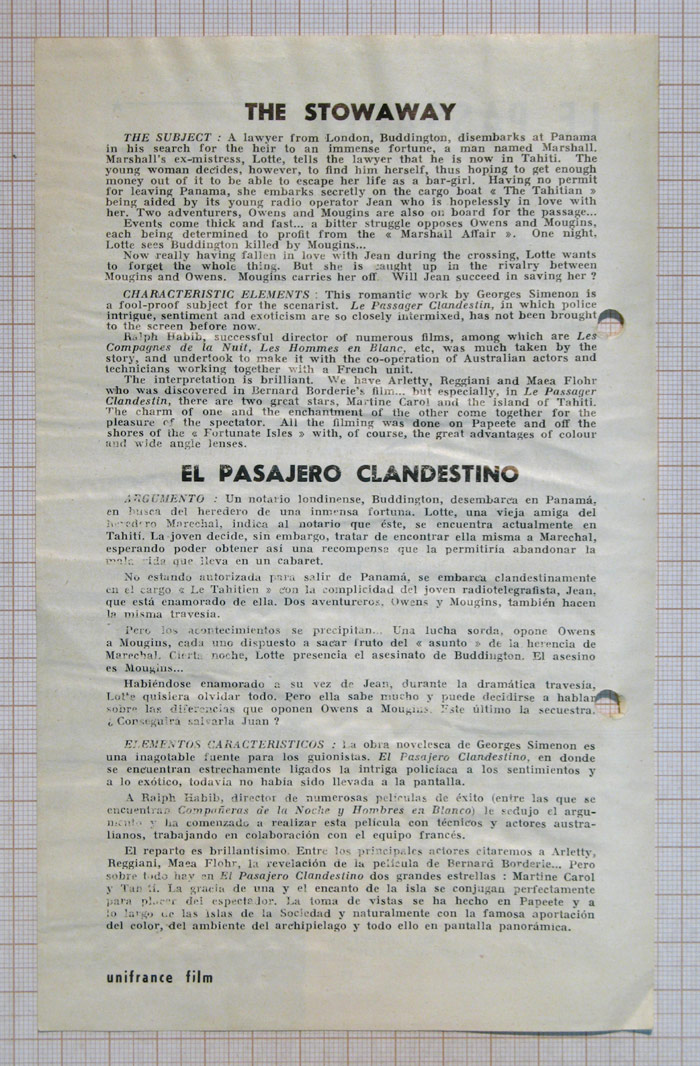 THE STOWAWAY
THE SUBJECT : A lawyer from London, Buddington, disembarks at Panama
in his search for the heir to an immense fortune, a man named Marshall.
Marshall's ex-mistress, Lotte, tells the lawyer that he is now in Tahiti. The
young woman decides, however, to find him herself, thus hoping to get enough
money out of it to be able to escape her life as a bar-girl. Having no permit
for leaving Panama, she embarks secretly on the cargo boat « The Tahitian »
being aided by its young radio operator Jean who is hopelessly in love with
her. Two adventurers, Owens and Mougins are also on board for the passage...
Events come thick and fast... a bitter struggle opposes Owens and Mougins,
each being determined to profit from the « Marshall Affair ». One night,
Lotte sees Buddington killed by Mougins...
Now really having fallen in love with Jean during the crossing, Lotte wants
to forget the whole thing. But she is caught up in the rivalry between
Mougins and Owens. Mougins carries her off. Will Jean succeed in saving her ?
CHARACTERISTIC ELEMENTS : This romantic work by Georges Simenon is
a fool-proof subject for the scenarist. Le Passager Clandestin, in which police
intrigue, sentiment and exoticism are so closely intermixed, has not been brought
to the screen before now.
Ralph Habib, successful director of numerous films, among which are Les
Compagnes de la Nuit, Les Hommes en Blanc, etc, was much taken by the
story, and undertook to make it with the co-operation of Australian actors and
technicians working together with a French unit.
The interpretation is brilliant. We have Arletty, Reggiani and Maea Flohr
who was discovered in Bernard Borderie's film... but especially, in Le Passager
Clandestin, there are two great stars, Martine Carol and the island of Tahiti.
The charm of one and the enchantment of the other come together for the
pleasure of the spectator. All the filming was done on Papeete and off the
shores of the « Fortunate Isles » with, of course, the great advantages of colour
and wide angle lenses.
EL PASAJERO CLANDESTINO
ARGUMENTO : Un notario londinense, Buddington, desembarca en Panamá,
en busca del heredero de una inmensa fortuna. Lotte, una vieja amiga del
heredero Marechal, indica al notario que éste, se encuentra actualmente en
Tahiti. La joven decide, sin embargo, tratar de encontrar ella misma a Marechal,
esperando poder obtener así una recompensa que la permitiría abandonar la
mala vida que lleva en un cabaret.
No estando autorizada para salir de Panamá, se embarca clandestinamente
en el cargo « Le Tahitien » con la complicidad del joven radiotelegrafista, Jean,
que está enamorado de ella. Dos aventureros, Owens y Mougins, también hacen
la misma travesía.
Pero los acontecimientos se precipitan... Una lucha sorda, opone Owens
a Mougins, cada uno dispuesto a sacar fruto del « asunto » de la herencia de
Marechal. Cierta noche, Lotte presencia el asesinato de Buddington. El asesino
es Mougins...
Habiéndose enamorado a su vez de Jean, durante la dramática travesía,
Lotte quisiera olvidar todo. Pero ella sabe mucho y puede decidirse a hablar
sobre las diferencias que oponen Owens a Mougins. Este último la secuestra.
¿ Conseguirá salvarla Juan ?
ELEMENTOS CARACTERISTICOS : La obra novelesca de Georges Simenon es
una inagotable fuente para los guionistas. El Pasajero Clandestino, en donde
se encuentran estrechamente ligados la intriga policíaca a los sentimientos y
a lo exótico, todavía no había sido llevada a la pantalla.
A Ralph Habib, director de numerosas películas de éxito (entre las que se
encuentran Compañeras de la Noche y Hombres en Blanco) le sedujo el argu-
mento y ha comenzado a realizar esta película con técnicos y actores austra-
lianos, trabajando en colaboración con el equipo francés.
El reparto es brillantísimo. Entre los principales actores citaremos a Arletty,
Reggiani, Maea Flohr, la revelación de la película de Bernard Borderie... Pero
sobre todo hay en El Pasajero Clandestino dos grandes estrellas : Martine Carol
y Tahiti. La gracia de una y el encanto de la isla se conjugan perfectamente
para placer del espectador. La toma de vistas se ha hecho en Papeete y a
lo largo de las islas de la Sociedad y naturalmente con la famosa aportación
del color, del ambiente del archipielago y todo ello en pantalla panorámica.
unifrance film